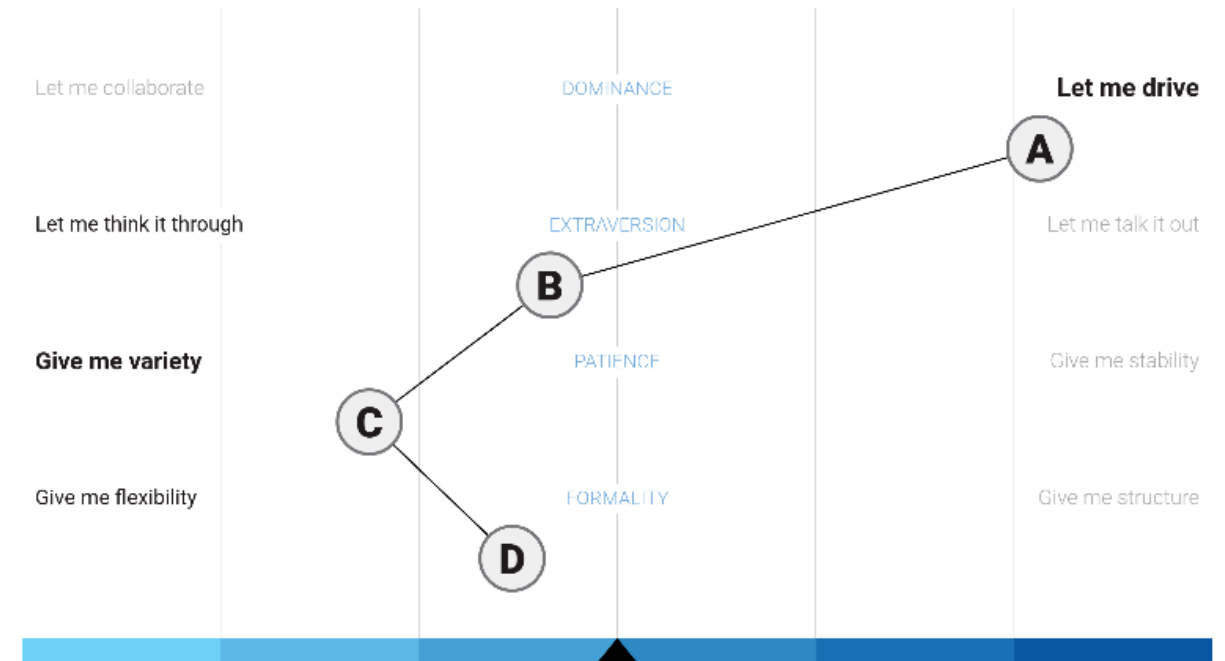 Let me collaborate DOMINANCE Let me drive
A
Let me think it through EXTRAVERSION Let me talk it out
B
Give me variety PATIENCE Give me stability
C
Give me flexibility FORMALITY Give me structure
D